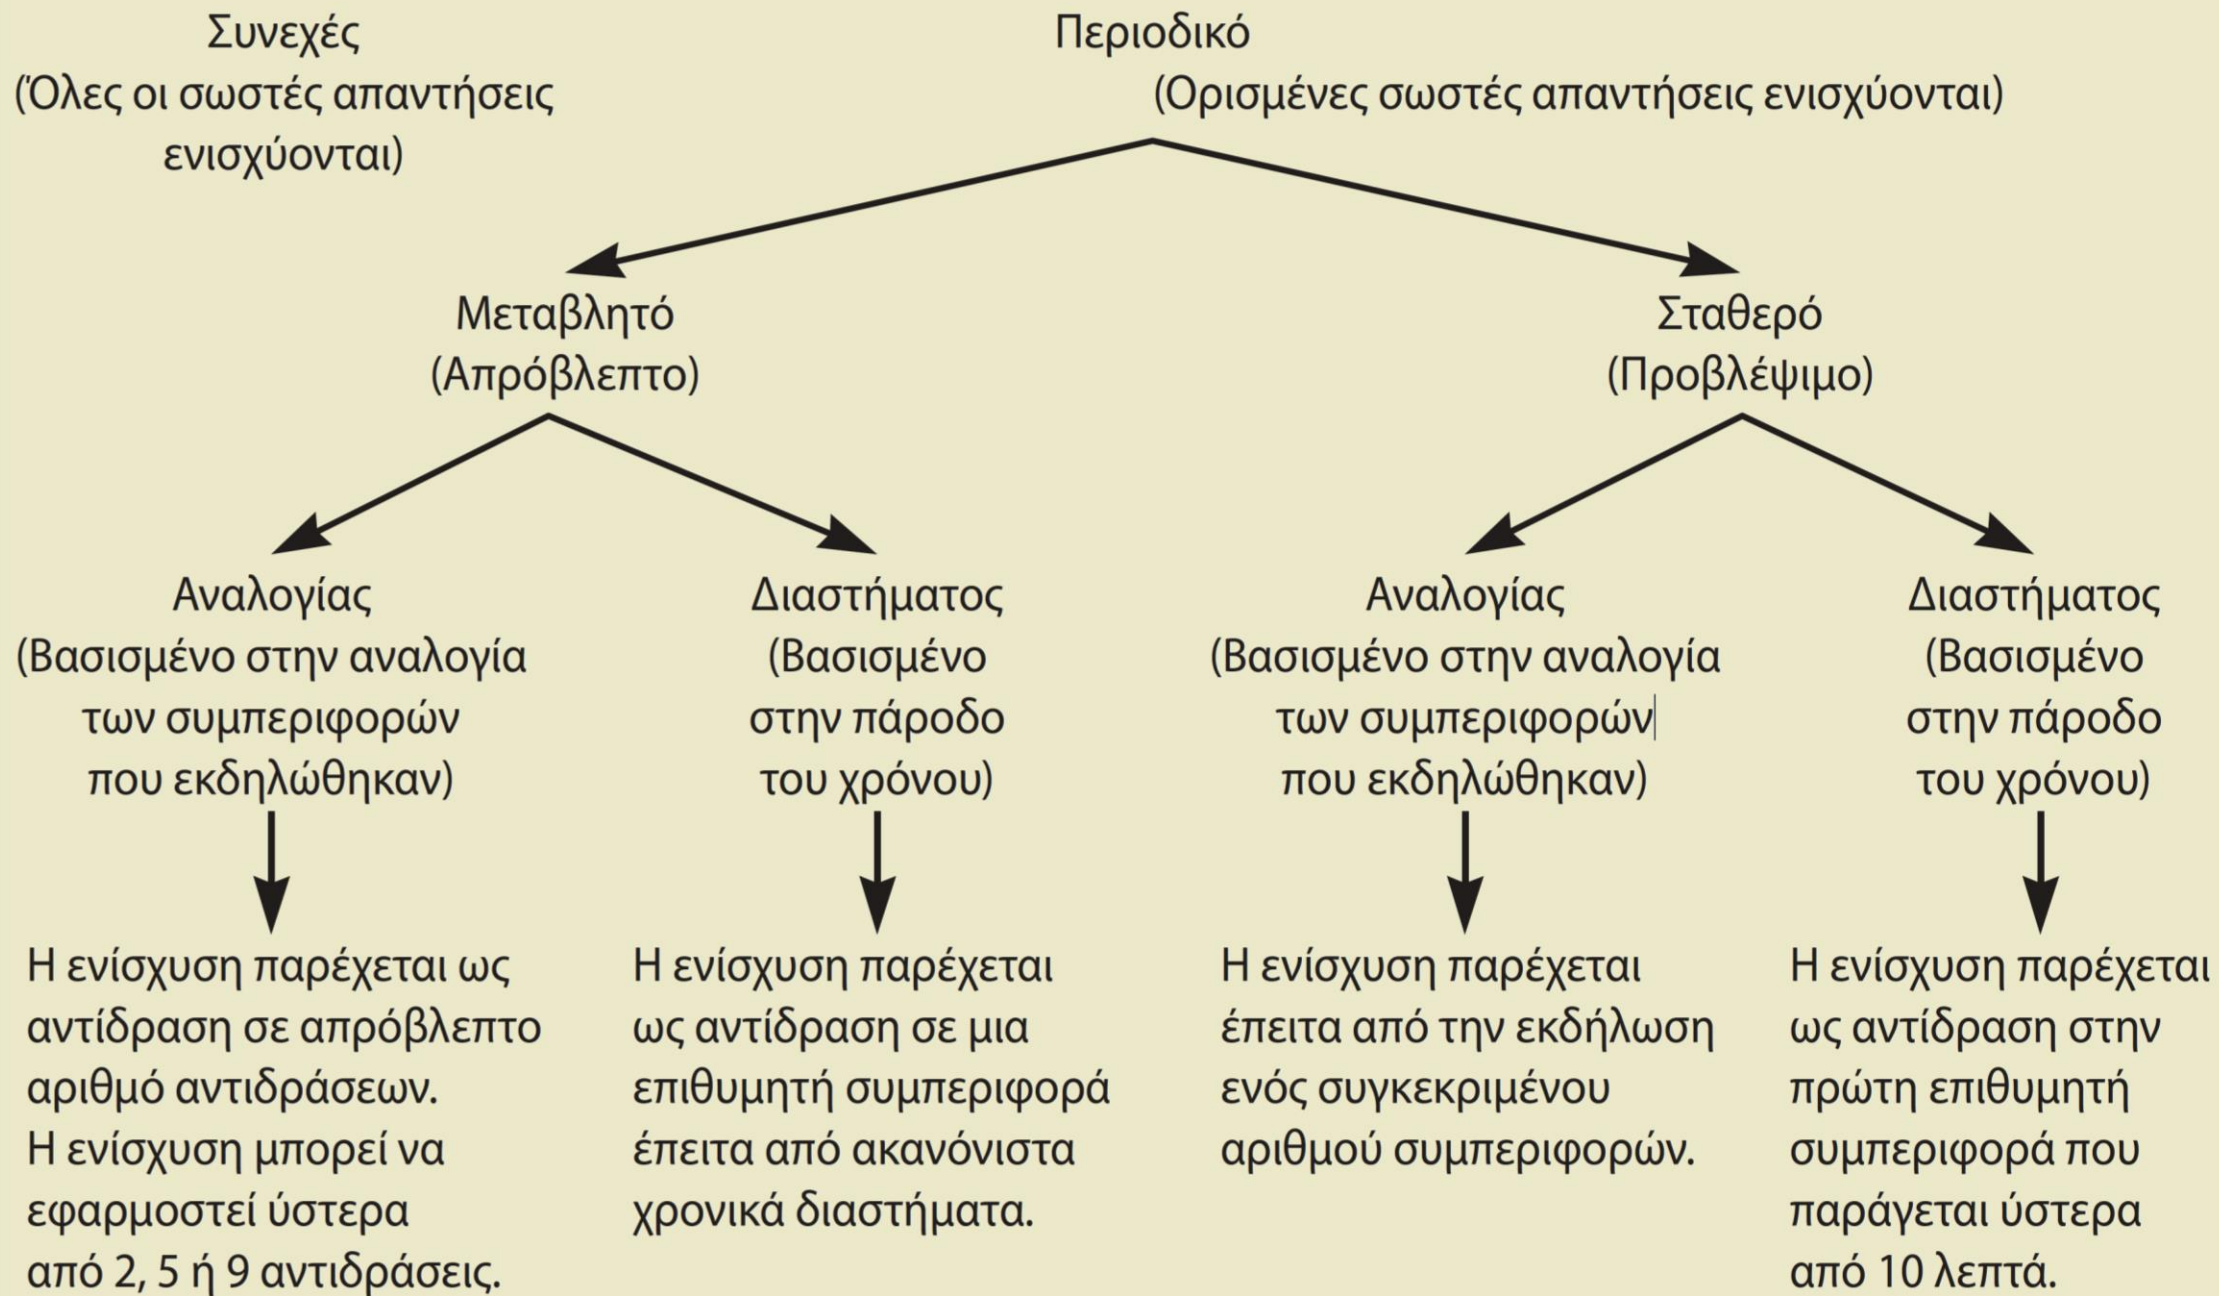 Συνεχές
(Όλες οι σωστές απαντήσεις
ενισχύονται)
Περιοδικό
(Ορισμένες σωστές απαντήσεις ενισχύονται)
Μεταβλητό
(Απρόβλεπτο)
Σταθερό
(Προβλέψιμο)
Αναλογίας
(Βασισμένο στην αναλογία
των συμπεριφορών
που εκδηλώθηκαν)
Διαστήματος
(Βασισμένο
στην πάροδο
του χρόνου)
Αναλογίας
(Βασισμένο στην αναλογία
των συμπεριφορών
που εκδηλώθηκαν)
Διαστήματος
(Βασισμένο
στην πάροδο
του χρόνου)
Η ενίσχυση παρέχεται ως
αντίδραση σε απρόβλεπτο
αριθμό αντιδράσεων.
Η ενίσχυση μπορεί να
εφαρμοστεί ύστερα
από 2, 5 ή 9 αντιδράσεις.
Η ενίσχυση παρέχεται
ως αντίδραση σε μια
επιθυμητή συμπεριφορά
έπειτα από ακανόνιστα
χρονικά διαστήματα.
Η ενίσχυση παρέχεται
έπειτα από την εκδήλωση
ενός συγκεκριμένου
αριθμού συμπεριφορών.
Η ενίσχυση παρέχεται
ως αντίδραση στην
πρώτη επιθυμητή
συμπεριφορά που
παράγεται ύστερα
από 10 λεπτά.